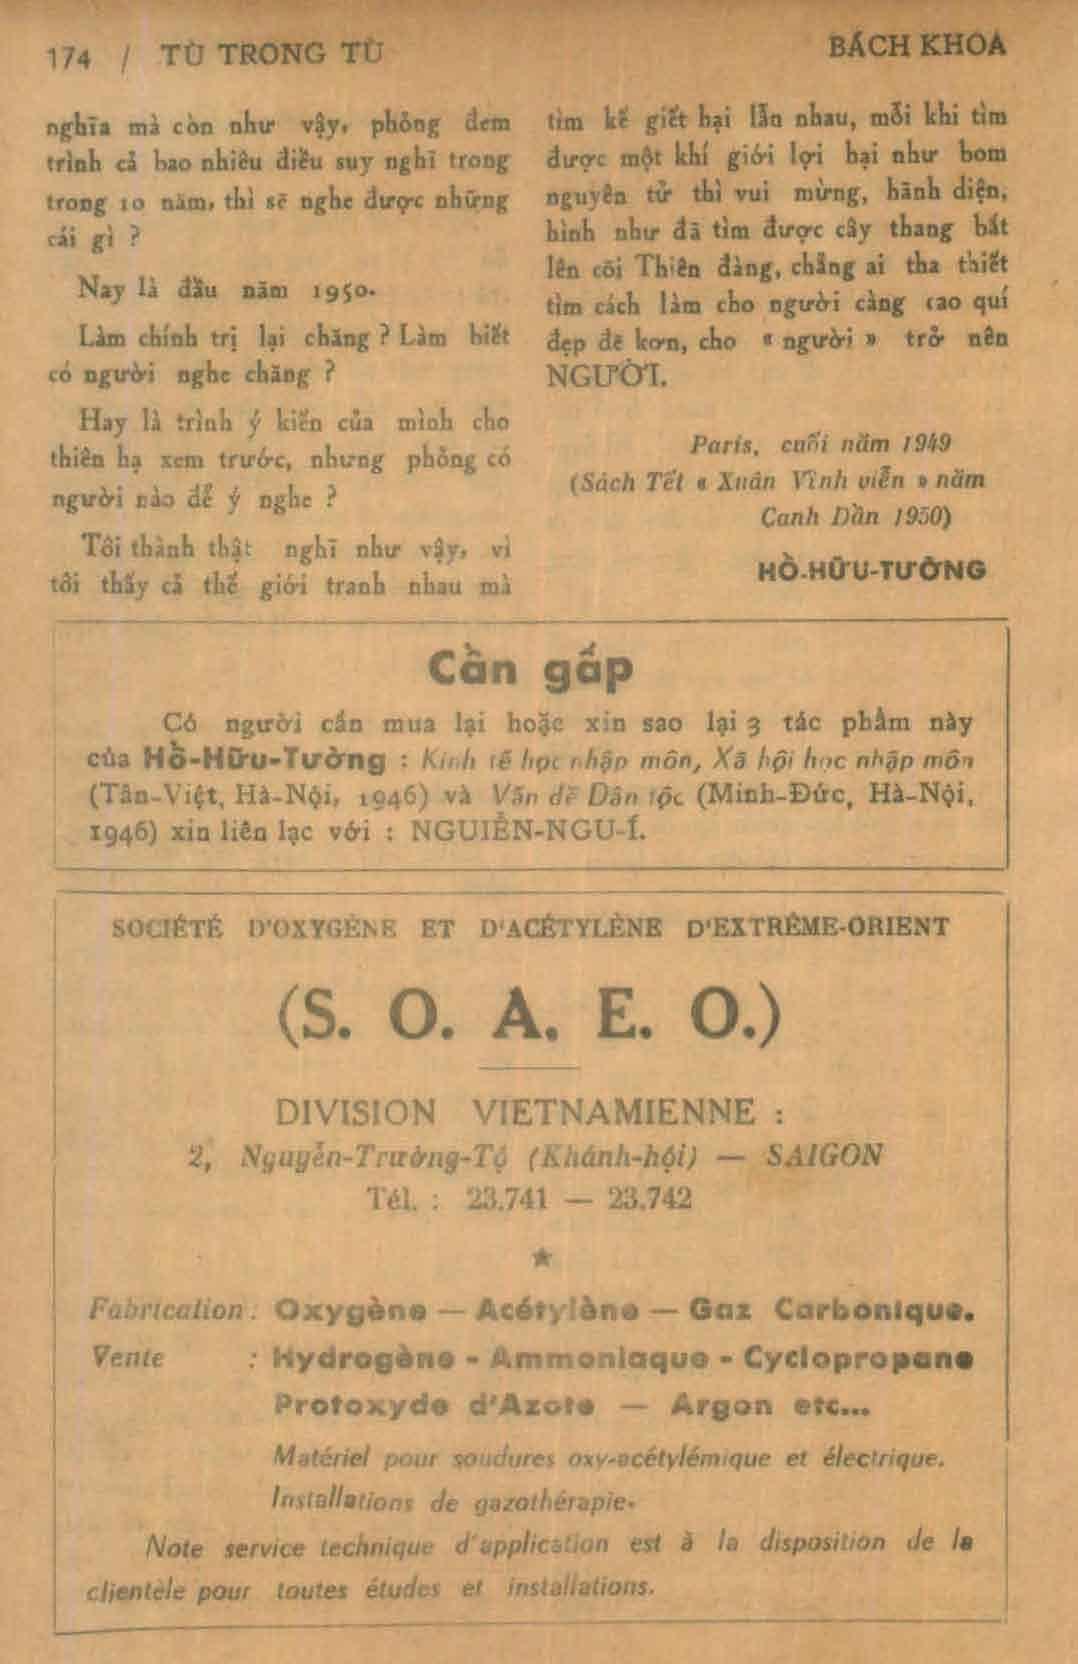 174 / TÙ TRONG TÙ
BÁCH KHOA
nghĩa mà còn như vậy, phỏng đem
trình cả bao nhiêu điều suy nghĩ trong
trong 10 năm, thì sẽ nghe được những
cái gì ?
Nay là đầu năm 1950.
Làm chính trị lại chăng ? Làm biết
có người nghe chăng ?
Hay là trình ý kiến của mình cho
thiên hạ xem trước, nhưng phỏng có
người nào để ý nghe ?
Tôi thành thật nghĩ như vậy, vì
tôi thấy cả thế giới tranh nhau mà
tìm kế giết hại lẫn nhau, mỗi khi tìm
được một khí giới lợi hại như bom
nguyên tử thì vui mừng, hãnh diện,
hình như đã tìm được cây thang bắt
lên cõi Thiên đàng, chẳng ai tha thiết
tìm cách làm cho người càng cao quí
đẹp đẽ hơn, cho « người » trở nên
NGƯỜI.
Paris, cuối năm 1949
(Sách Tết « Xuân Vĩnh viễn » năm
Canh Dần 1950)
HỒ-HỮU-TƯỜNG
Cần gấp
Có người cần mua lại hoặc xin sao lại 3 tác phẩm này
của Hồ-Hữu-Tường : Kinh tế học nhập môn, Xã hội học nhập môn
(Tân-Việt, Hà-Nội, 1946) và Vấn đề Dân tộc (Minh-Đức, Hà-Nội,
1946) xin liên lạc với : NGUIỄN-NGU-Í.
SOCIÉTÉ D'OXYGÈNE ET D'ACÉTYLÈNE D'EXTRÊME-ORIENT
(S. O. A. E. O.)
DIVISION VIETNAMIENNE :
2, Nguyễn-Trường-Tộ (Khánh-hội) — SAIGON
Tél. : 23.741 — 23.742
Fabrication : Oxygène — Acétylène — Gaz Carbonique.
Vente : Hydrogène - Ammoniaque - Cyclopropane
Protoxyde d'Azote — Argon etc...
Matériel pour soudures oxy-acétylémique et électrique.
Installations de gazothérapie.
Note service technique d'application est à la disposition de la
clientèle pour toutes études et installations.